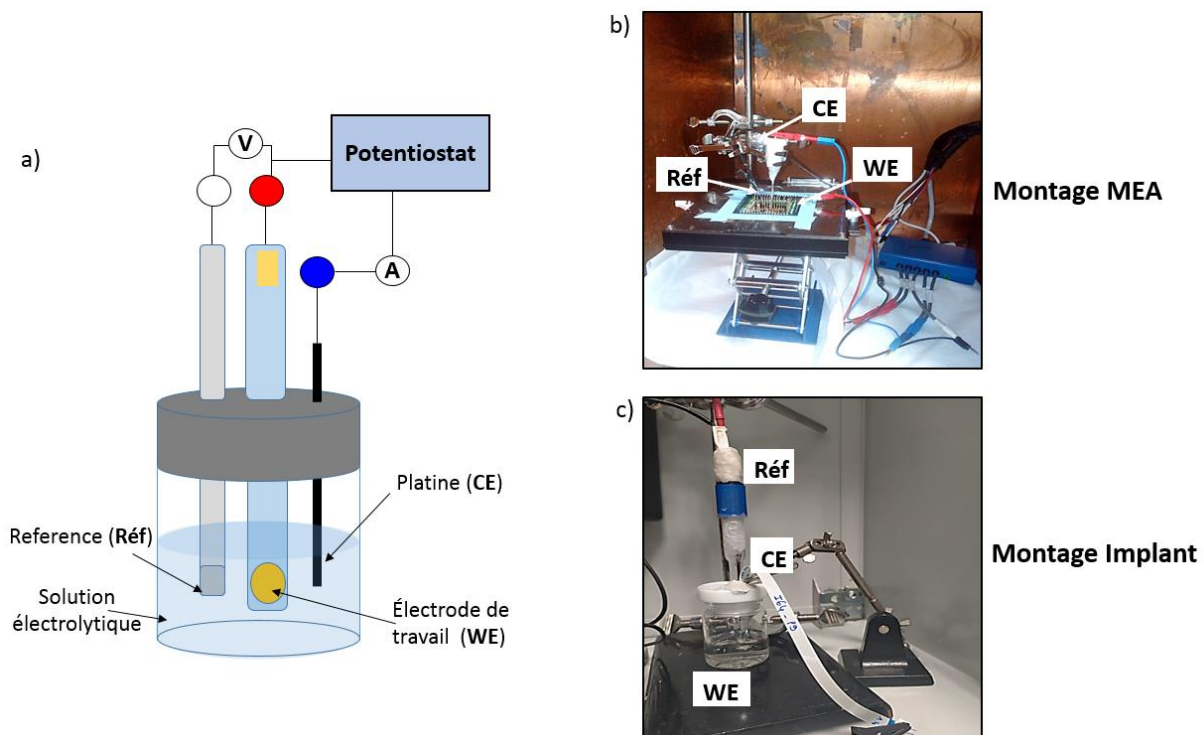 a)
V
Potentiostat
A
Reference (Réf)
Solution
électrolytique
Platine (CE)
Électrode de
travail (WE)
b)
CE
Réf
WE
Montage MEA
c)
Réf
CE
WE
Montage Implant